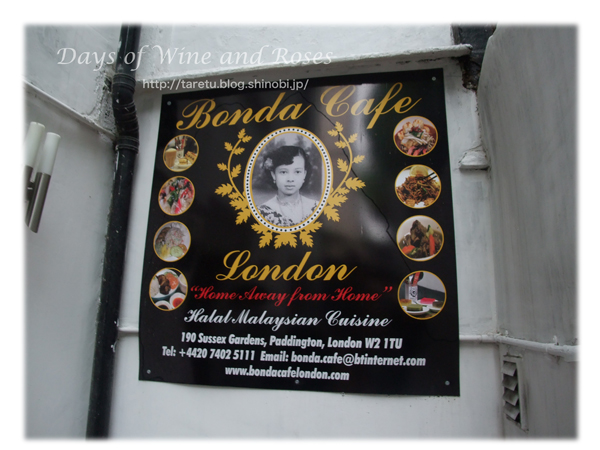 Days of Wine and Roses
http://taretu.blog.shinobi.jp/
Bonda Cafe
London
"Home Away from Home"
Halal Malaysian Cuisine
190 Sussex Gardens, Paddington, London W2 1TU
Tel: +4420 7402 5111 Email: bonda.cafe@btinternet.com
www.bondacafelondon.com